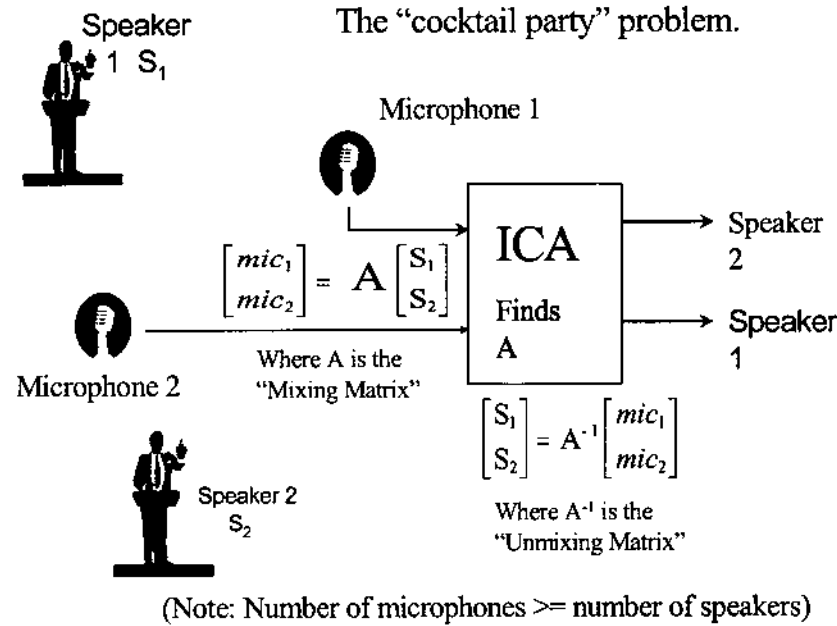 The “cocktail party” problem.
Speaker
1 S₁
Microphone 1
ICA
Finds
A
Speaker
2
Speaker
1
[mic₁
mic₂] = A [S₁
S₂]
Where A is the
“Mixing Matrix”
Microphone 2
[S₁
S₂] = A⁻¹ [mic₁
mic₂]
Where A⁻¹ is the
“Unmixing Matrix”
Speaker 2
S₂
(Note: Number of microphones >= number of speakers)